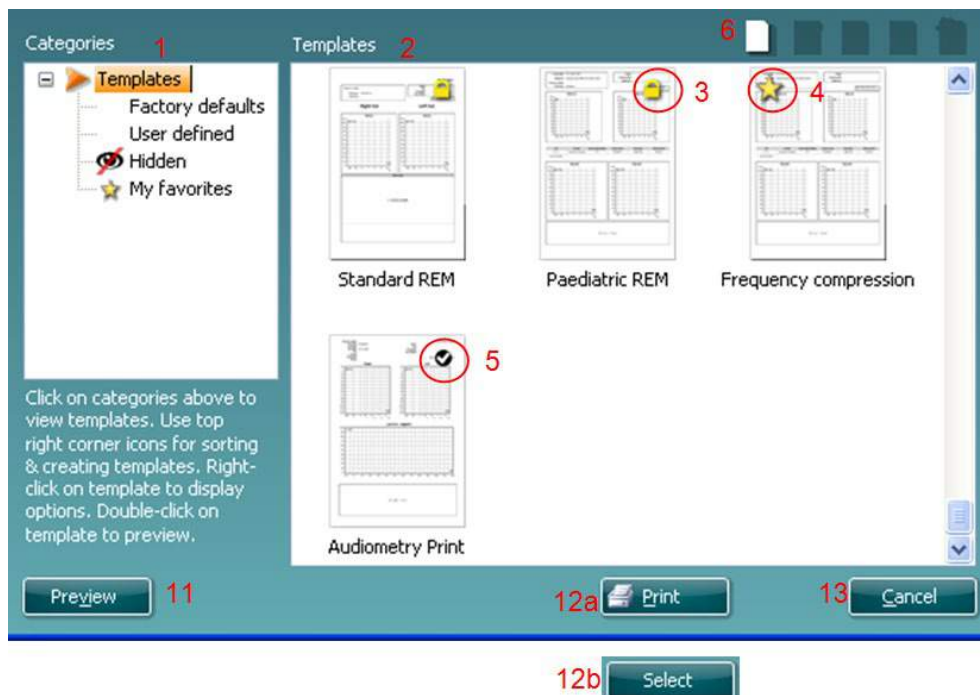 Categories 1
Templates 2
6
Templates
Factory defaults
User defined
Hidden
My favorites
3
4
Standard REM
Paediatric REM
Frequency compression
5
Audiometry Print
Click on categories above to
view templates. Use top
right corner icons for sorting
& creating templates. Right-
click on template to display
options. Double-click on
template to preview.
Preview 11
12a Print
13 Cancel
12b Select